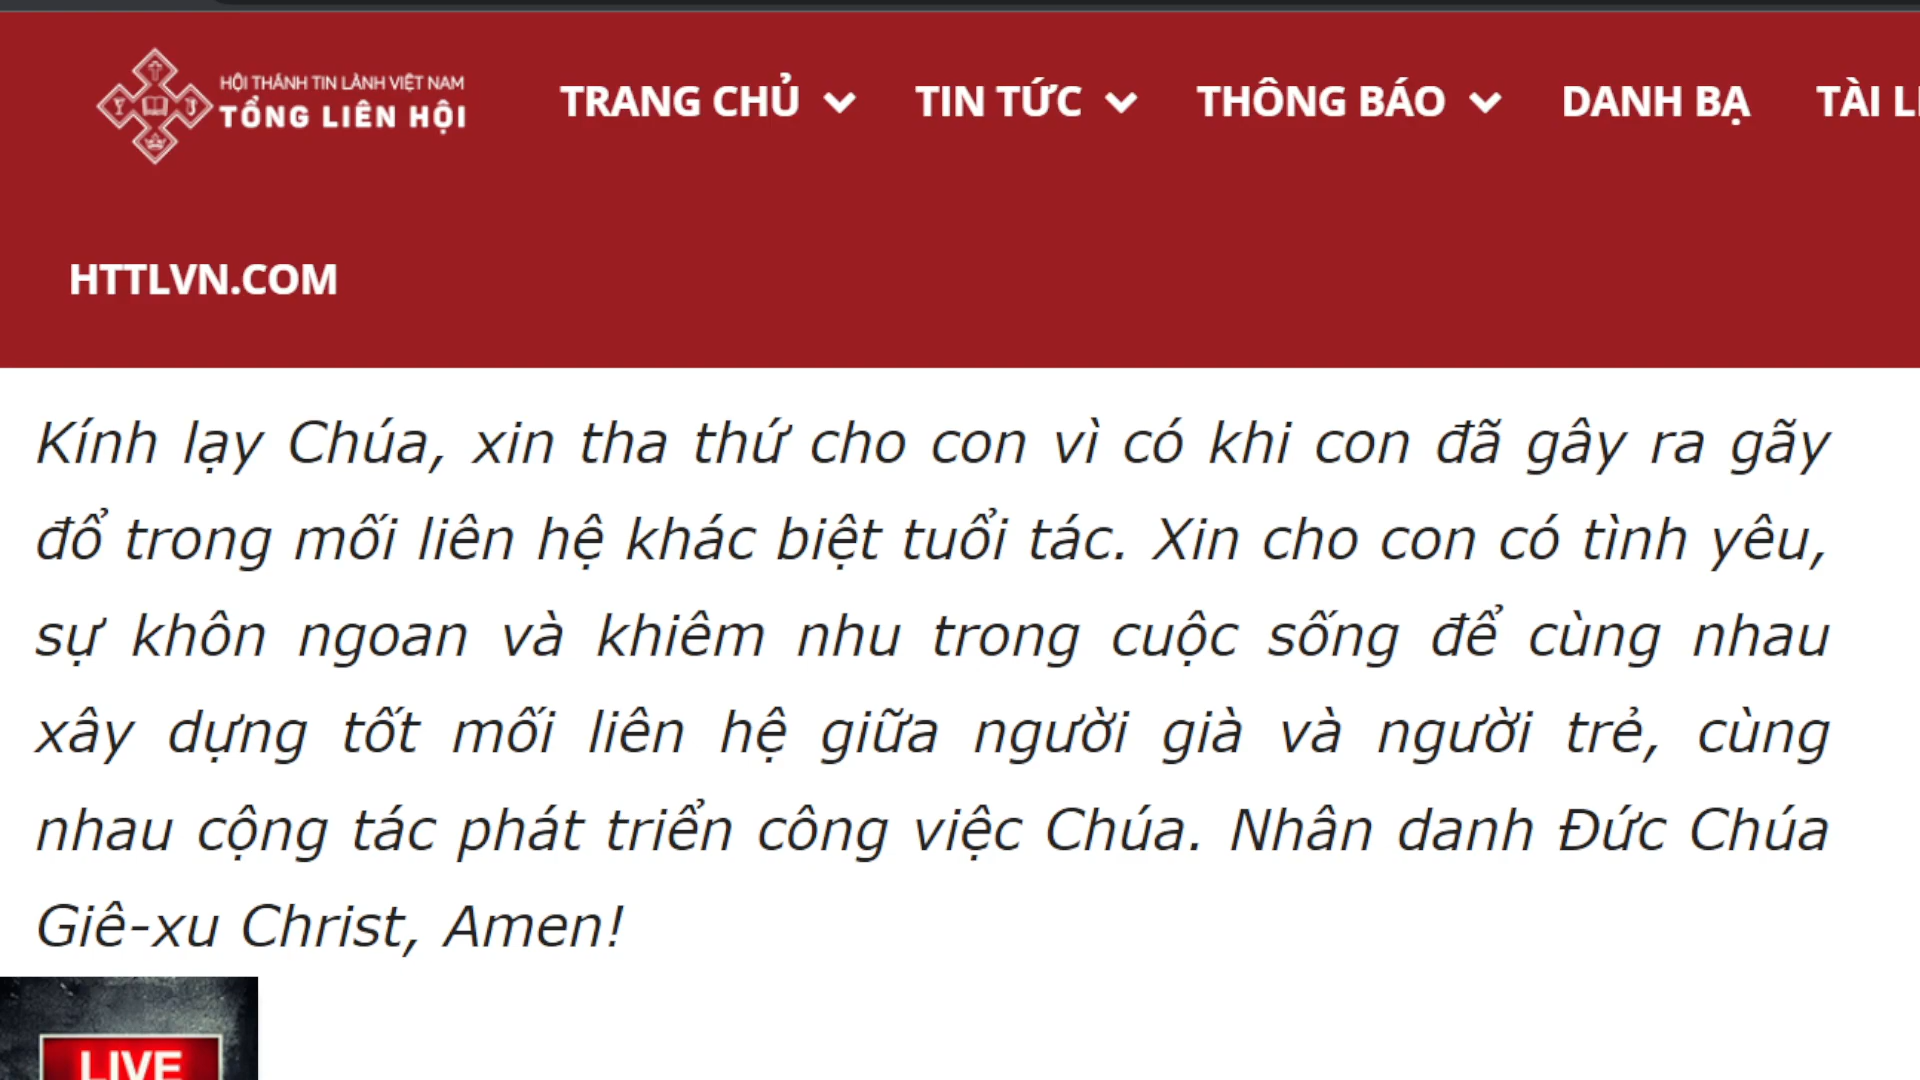 HỘI THÁNH TIN LÀNH VIỆT NAM
TỔNG LIÊN HỘI
TRANG CHỦ TIN TỨC THÔNG BÁO DANH BẠ TÀI
HTTLVN.COM
Kính lạy Chúa, xin tha thứ cho con vì có khi con đã gây ra gãy
đổ trong mối liên hệ khác biệt tuổi tác. Xin cho con có tình yêu,
sự khôn ngoan và khiêm nhu trong cuộc sống để cùng nhau
xây dựng tốt mối liên hệ giữa người già và người trẻ, cùng
nhau cộng tác phát triển công việc Chúa. Nhân danh Đức Chúa
Giê-xu Christ, Amen!
LIVE